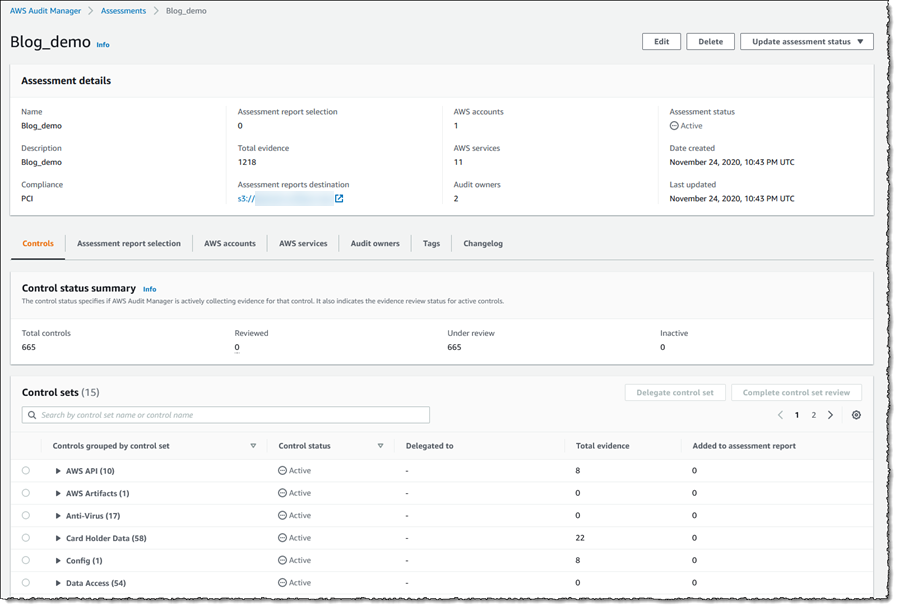 AWS Audit Manager > Assessments > Blog_demo
Blog_demo Info
Edit Delete Update assessment status
Assessment details
Name Assessment report selection AWS accounts Assessment status
Blog_demo 0 1 Active
Description Total evidence AWS services Date created
Blog_demo 1218 11 November 24, 2020, 10:43 PM UTC
Compliance Assessment reports destination Audit owners Last updated
PCI s3:// 2 November 24, 2020, 10:43 PM UTC
Controls Assessment report selection AWS accounts AWS services Audit owners Tags Changelog
Control status summary Info
The control status specifies if AWS Audit Manager is actively collecting evidence for that control. It also indicates the evidence review status for active controls.
Total controls Reviewed Under review Inactive
665 0 665 0
Control sets (15) Delegate control set Complete control set review
Search by control set name or control name 1 2
Controls grouped by control set Control status Delegated to Total evidence Added to assessment report
AWS API (10) Active - 8 0
AWS Artifacts (1) Active - 0 0
Anti-Virus (17) Active - 0 0
Card Holder Data (58) Active - 22 0
Config (1) Active - 8 0
Data Access (54) Active - 0 0